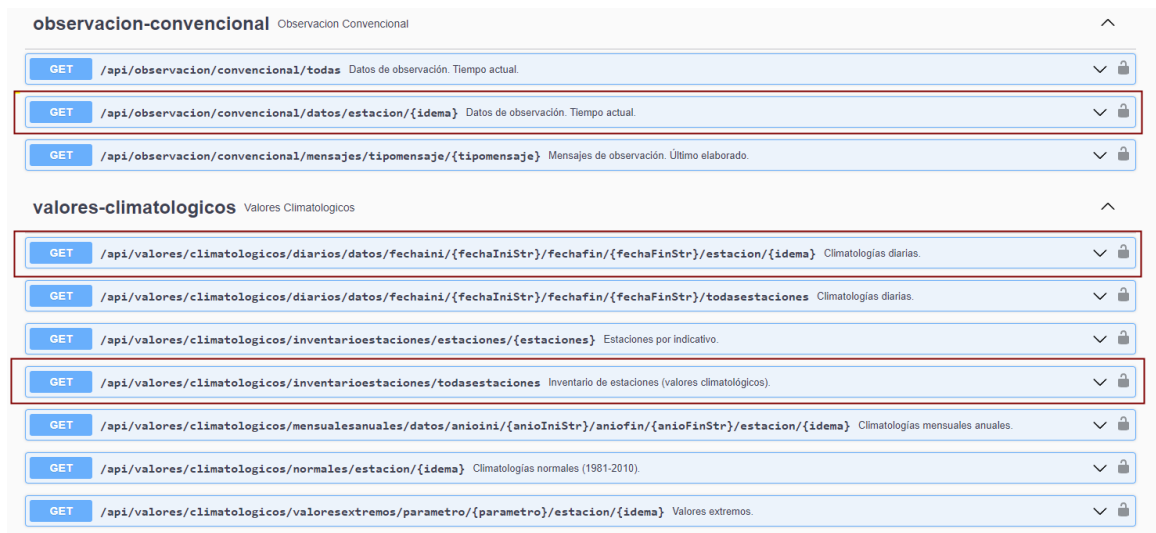 observacion-convencional Observacion Convencional
GET /api/observacion/convencional/todas Datos de observación. Tiempo actual.
GET /api/observacion/convencional/datos/estacion/{idema} Datos de observación. Tiempo actual.
GET /api/observacion/convencional/mensajes/tipomensaje/{tipomensaje} Mensajes de observación. Último elaborado.
valores-climatologicos Valores Climatologicos
GET /api/valores/climatologicos/diarios/datos/fechaini/{fechaIniStr}/fechafin/{fechaFinStr}/estacion/{idema} Climatologías diarias.
GET /api/valores/climatologicos/diarios/datos/fechaini/{fechaIniStr}/fechafin/{fechaFinStr}/todasestaciones Climatologías diarias.
GET /api/valores/climatologicos/inventarioestaciones/estaciones/{estaciones} Estaciones por indicativo.
GET /api/valores/climatologicos/inventarioestaciones/todasestaciones Inventario de estaciones (valores climatológicos).
GET /api/valores/climatologicos/mensualesanuales/datos/anioini/{anioIniStr}/aniofin/{anioFinStr}/estacion/{idema} Climatologías mensuales anuales.
GET /api/valores/climatologicos/normales/estacion/{idema} Climatologías normales (1981-2010).
GET /api/valores/climatologicos/valoresextremos/parametro/{parametro}/estacion/{idema} Valores extremos.